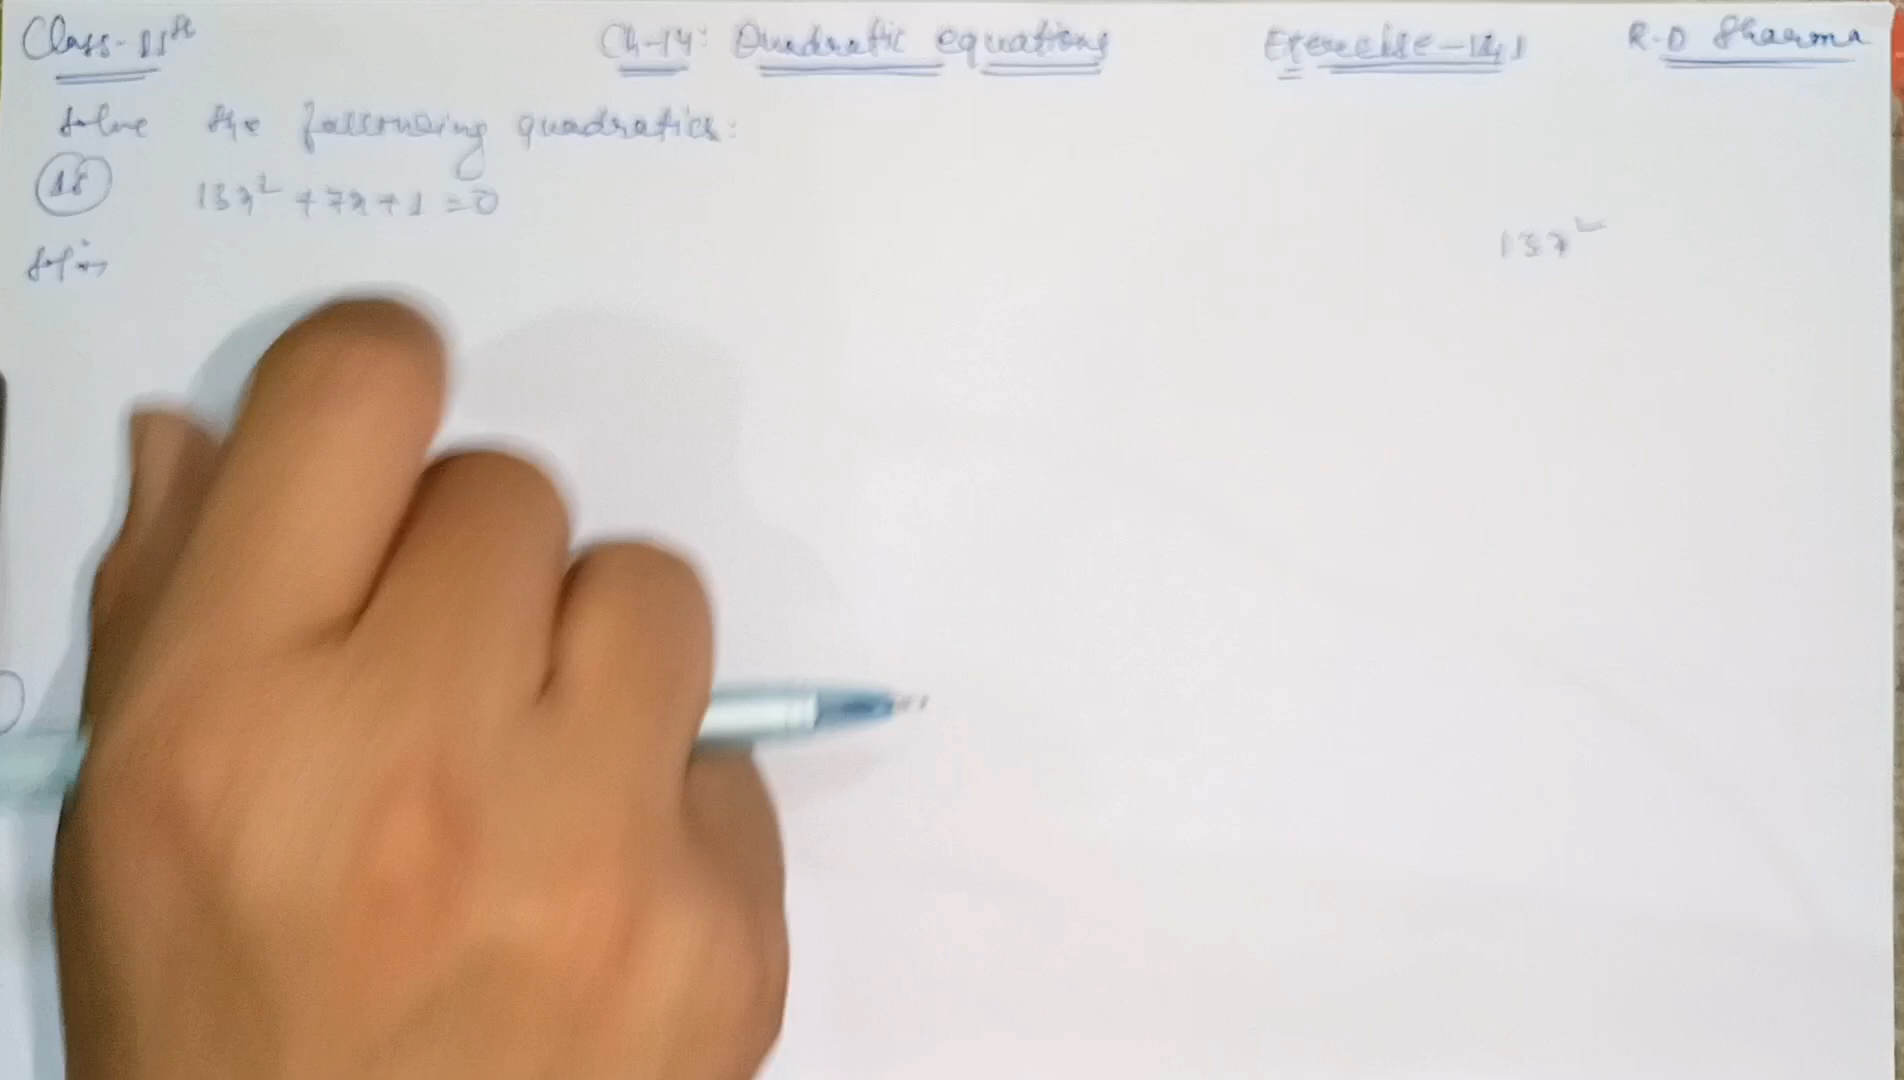 Class-11th Ch-14: Quadratic equations Exercise-14.1 R.D Sharma
Solve the following quadratics:
18 13x² + 7x + 1 = 0
13x²
Sol:n